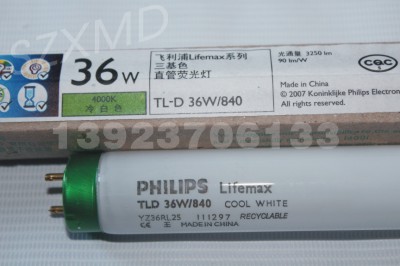 SZXMD
36W
飞利浦Lifemax系列
三基色
直管荧光灯
光通量 3250 lm
90 lm/W
CQC
4000K
冷白色
TL-D 36W/840
Made in China
© 2007 Koninklijke Philips Electron
All rights reserved
13923706133
PHILIPS Lifemax
TLD 36W/840 COOL WHITE
YZ36RL25 111297 RECYCLABLE
CE MADE IN CHINA